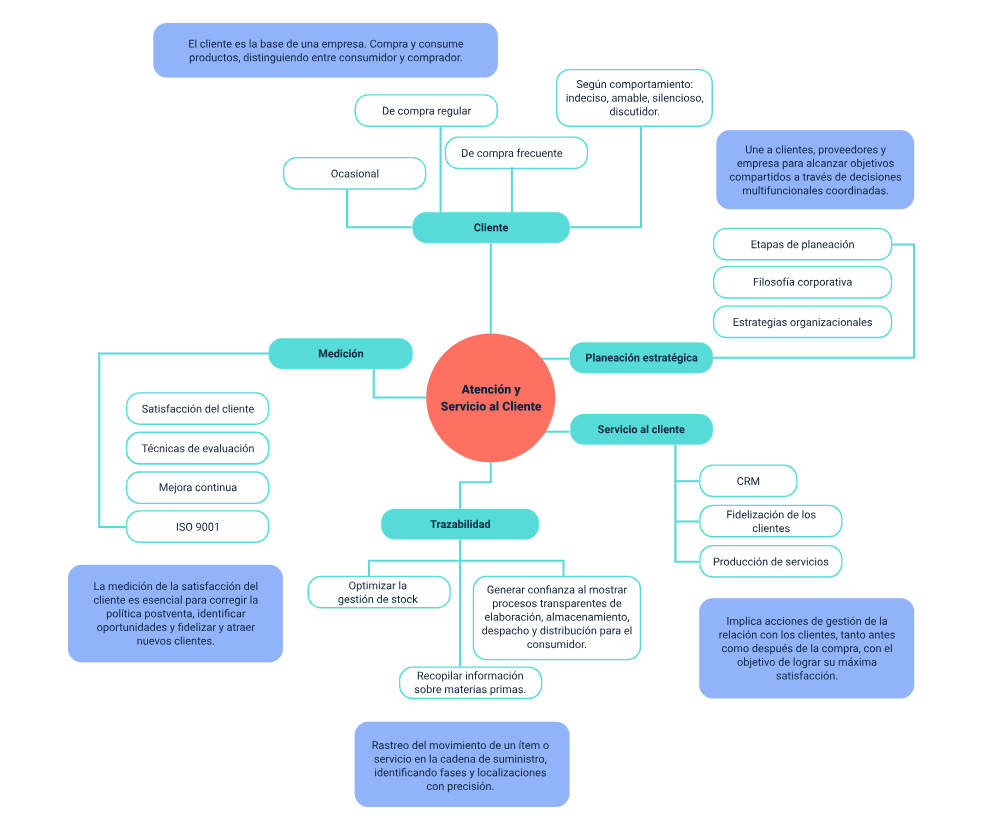 El cliente es la base de una empresa. Compra y consume
productos, distinguiendo entre consumidor y comprador.
Según comportamiento:
indeciso, amable, silencioso,
discutidor.
De compra regular
De compra frecuente
Ocasional
Cliente
Une a clientes, proveedores y
empresa para alcanzar objetivos
compartidos a través de decisiones
multifuncionales coordinadas.
Etapas de planeación
Filosofía corporativa
Estrategias organizacionales
Planeación estratégica
Medición
Atención y
Servicio al Cliente
Satisfacción del cliente
Técnicas de evaluación
Mejora continua
ISO 9001
Servicio al cliente
CRM
Fidelización de los
clientes
Producción de servicios
Trazabilidad
Optimizar la
gestión de stock
Generar confianza al mostrar
procesos transparentes de
elaboración, almacenamiento,
despacho y distribución para el
consumidor.
Recopilar información
sobre materias primas.
La medición de la satisfacción del
cliente es esencial para corregir la
política postventa, identificar
oportunidades y fidelizar y atraer
nuevos clientes.
Implica acciones de gestión de la
relación con los clientes, tanto antes
como después de la compra, con el
objetivo de lograr su máxima
satisfacción.
Rastreo del movimiento de un ítem o
servicio en la cadena de suministro,
identificando fases y localizaciones
con precisión.